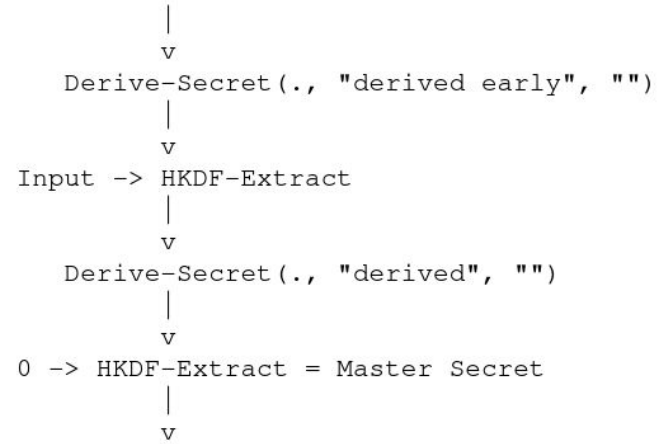 |
v
Derive-Secret(., "derived early", "")
|
v
Input -> HKDF-Extract
|
v
Derive-Secret(., "derived", "")
|
v
0 -> HKDF-Extract = Master Secret
|
v